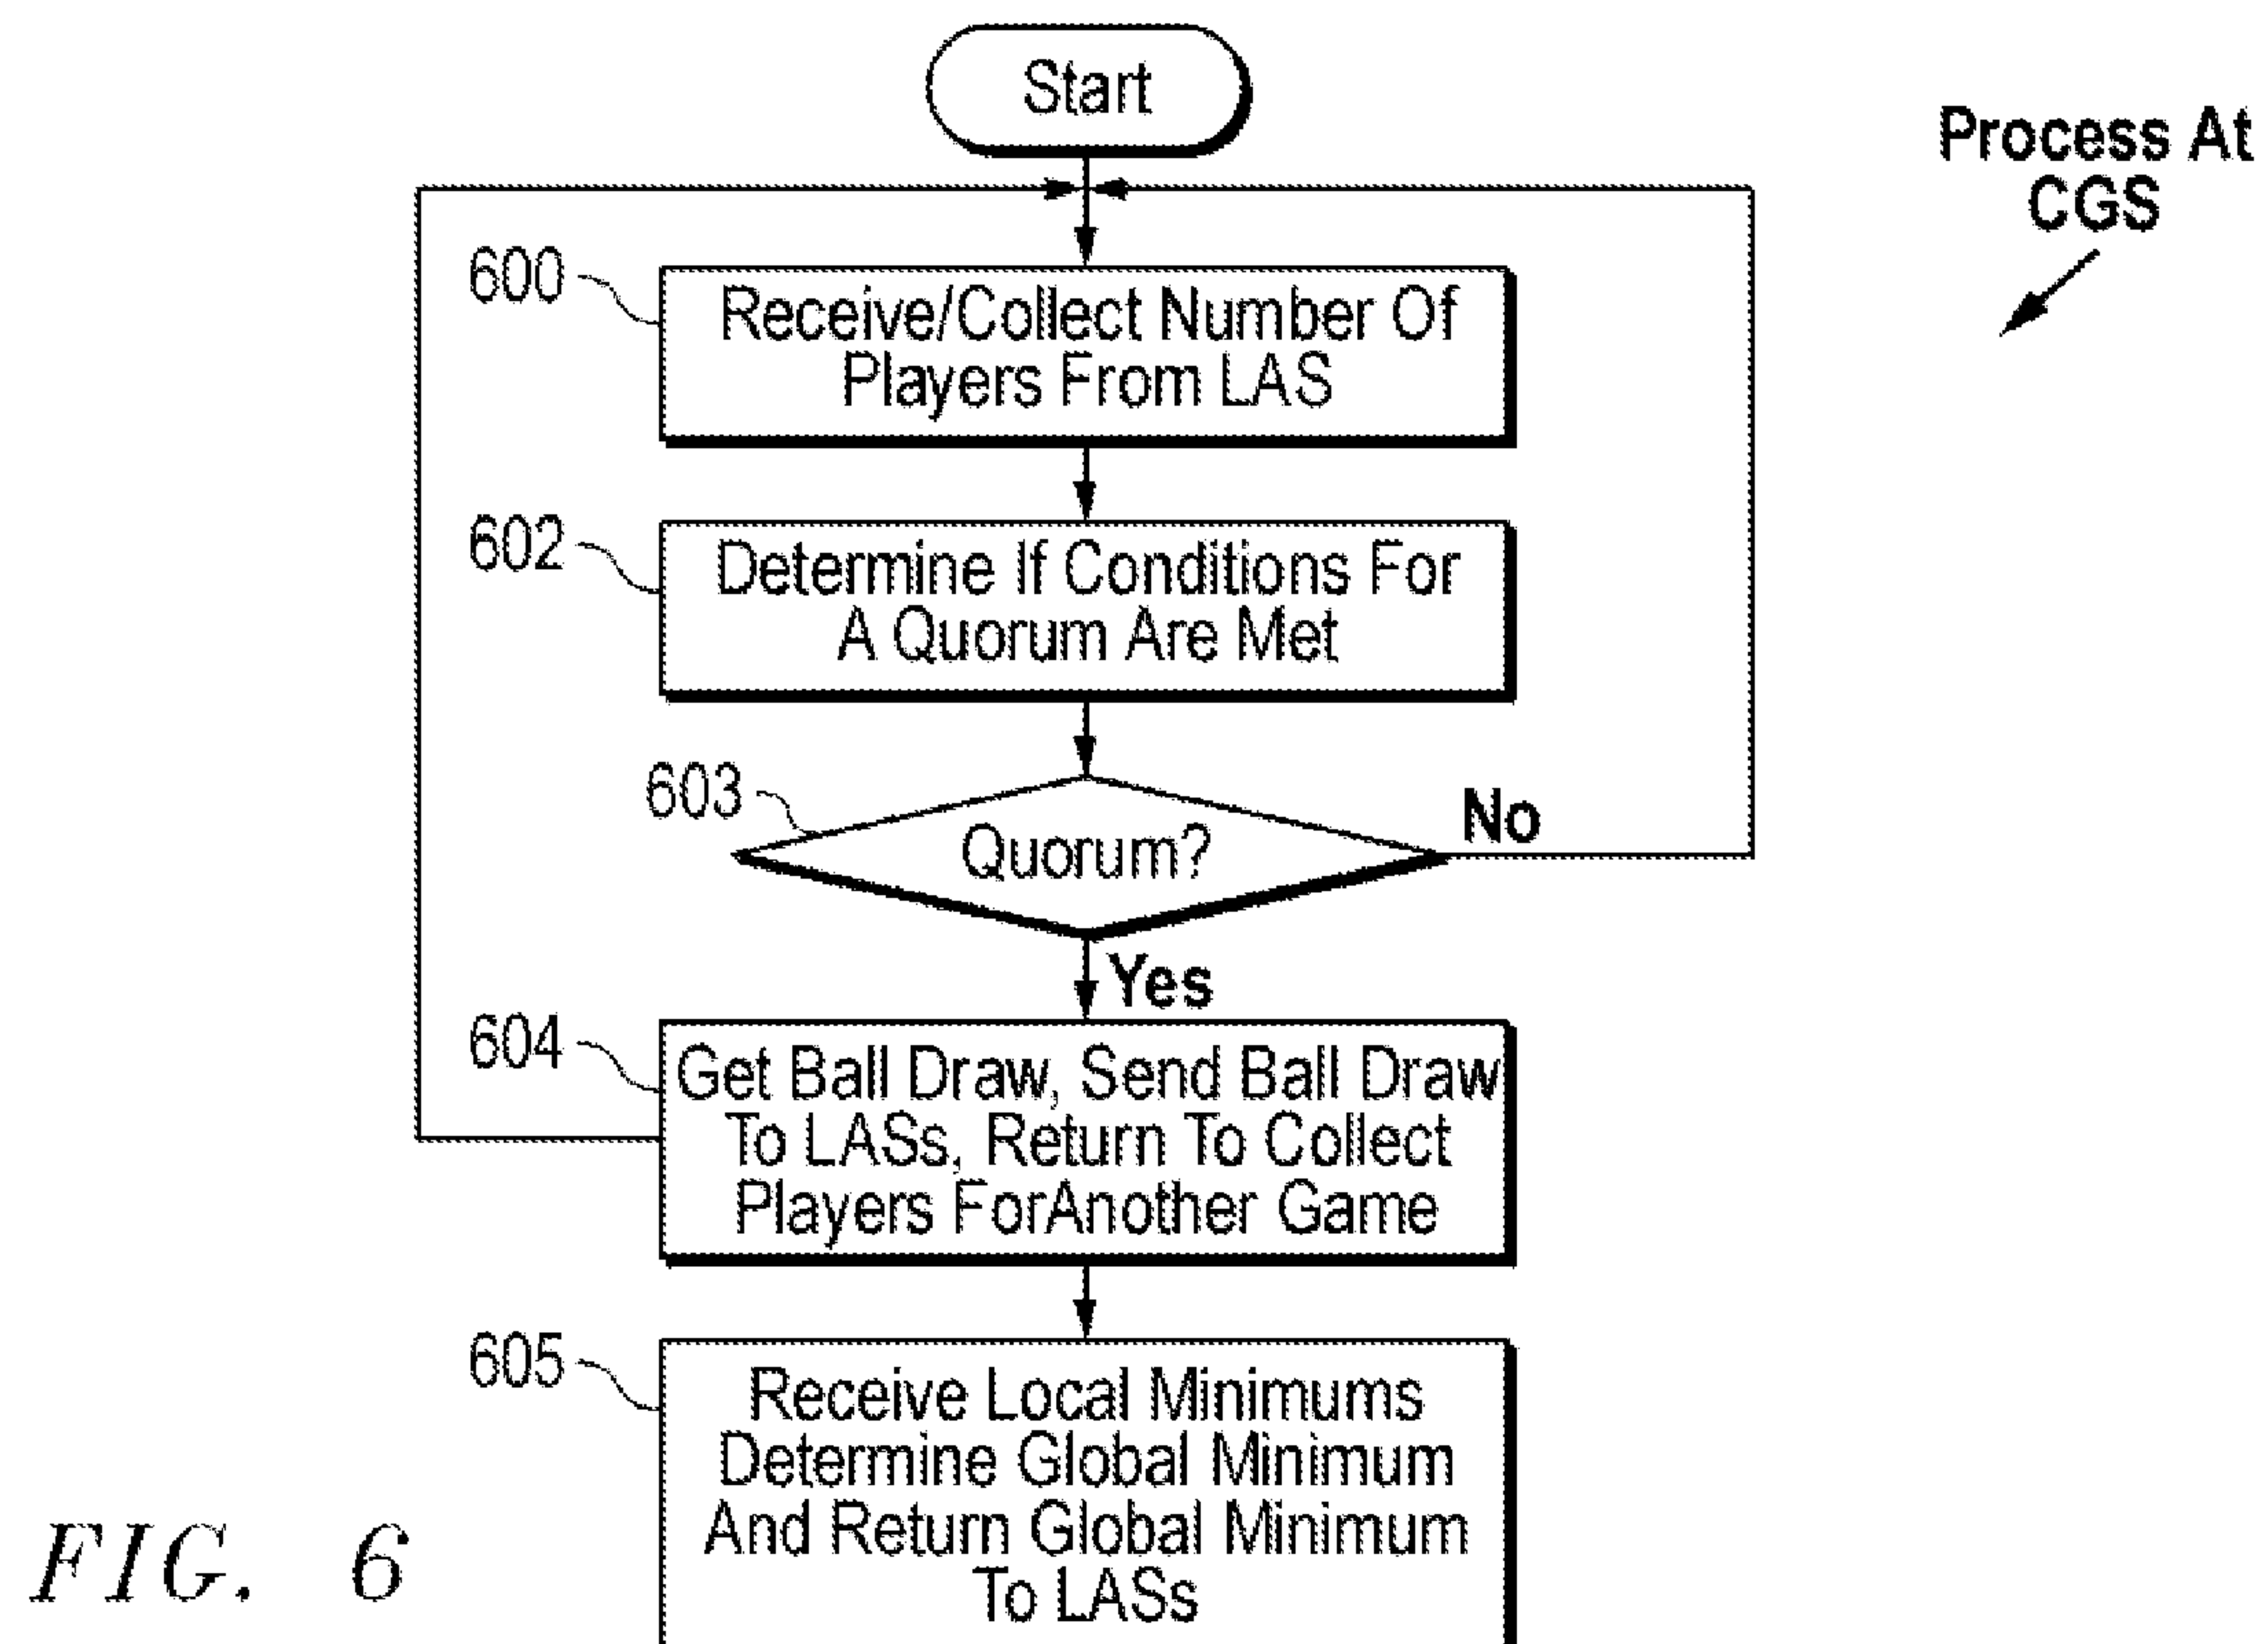 Start
Process At
CGS
600
Receive/Collect Number Of
Players From LAS
602
Determine If Conditions For
A Quorum Are Met
603
Quorum?
No
Yes
604
Get Ball Draw, Send Ball Draw
To LASs, Return To Collect
Players ForAnother Game
605
Receive Local Minimums
Determine Global Minimum
And Return Global Minimum
To LASs
FIG. 6